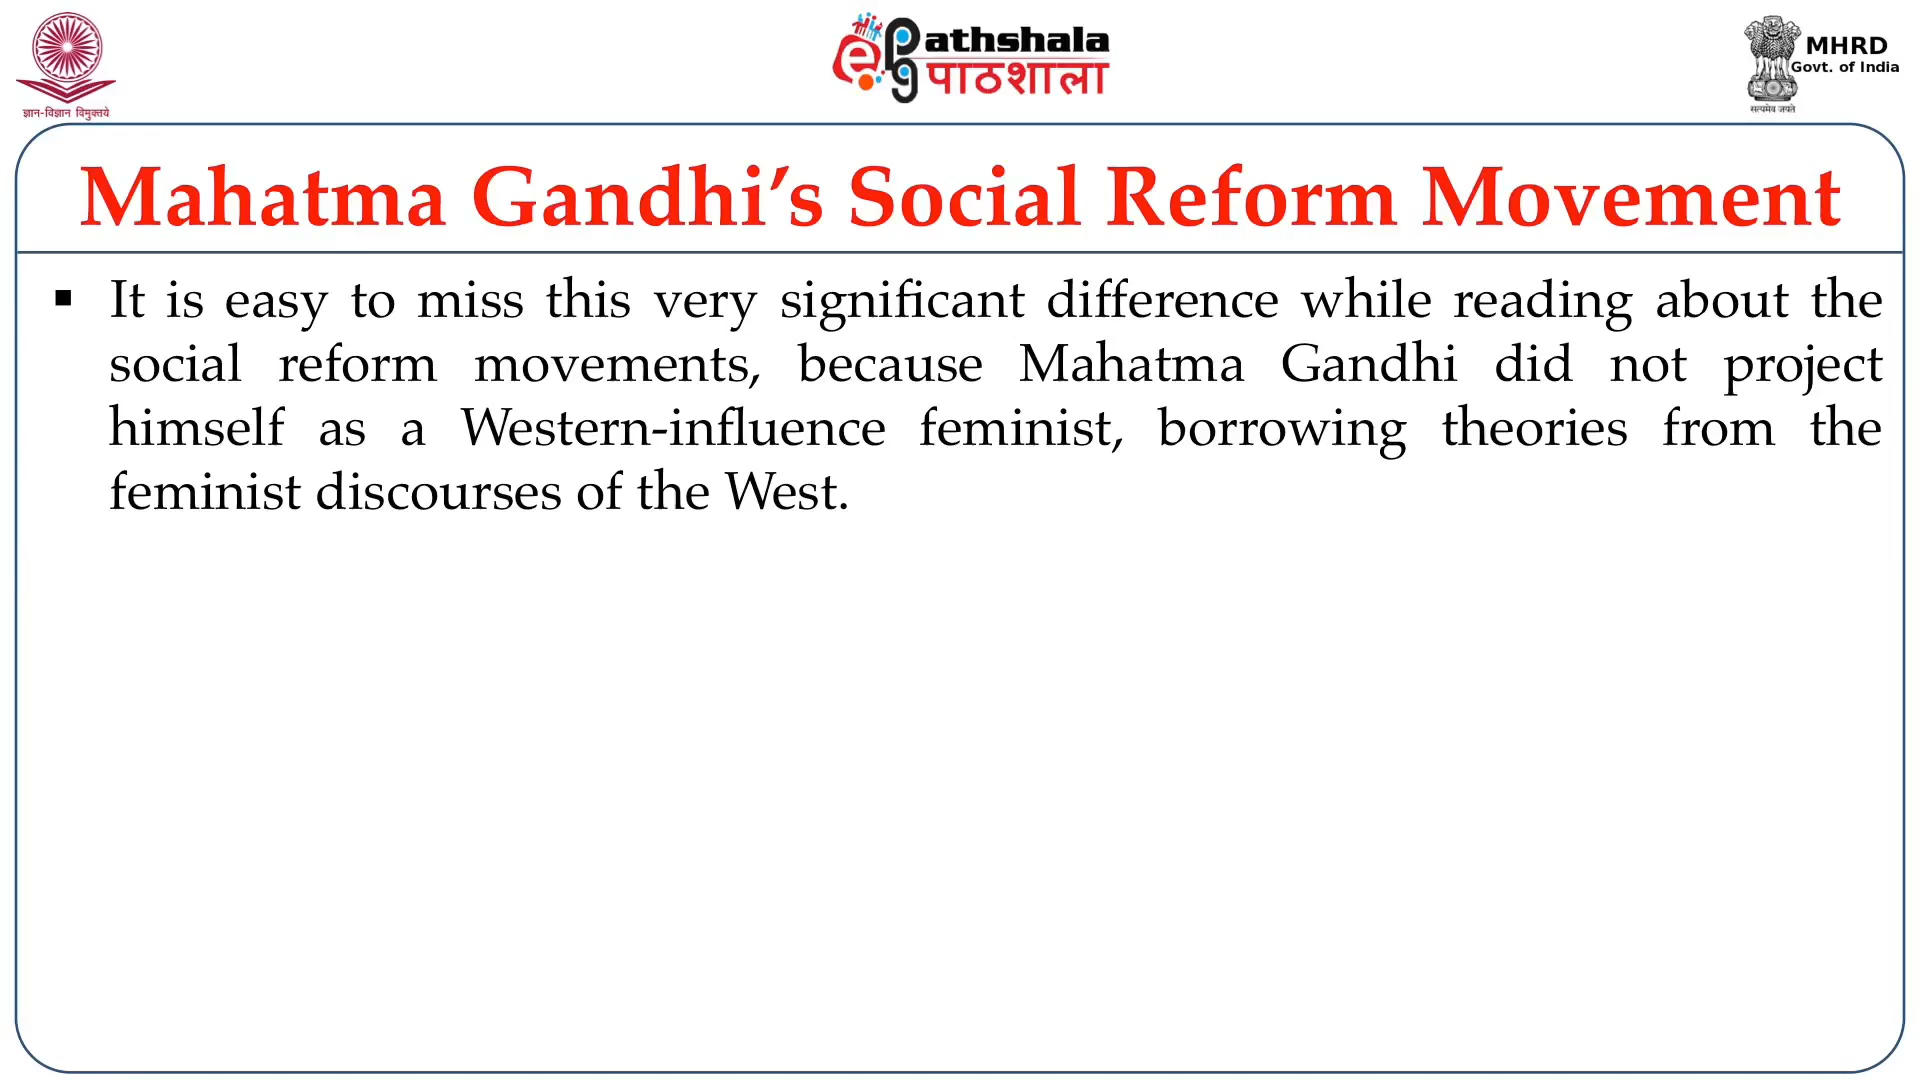 ज्ञान-विज्ञान विमुक्तये
ePG Pathshala
पाठशाला
MHRD
Govt. of India
सत्यमेव जयते
Mahatma Gandhi’s Social Reform Movement
▪ It is easy to miss this very significant difference while reading about the
social reform movements, because Mahatma Gandhi did not project
himself as a Western-influence feminist, borrowing theories from the
feminist discourses of the West.